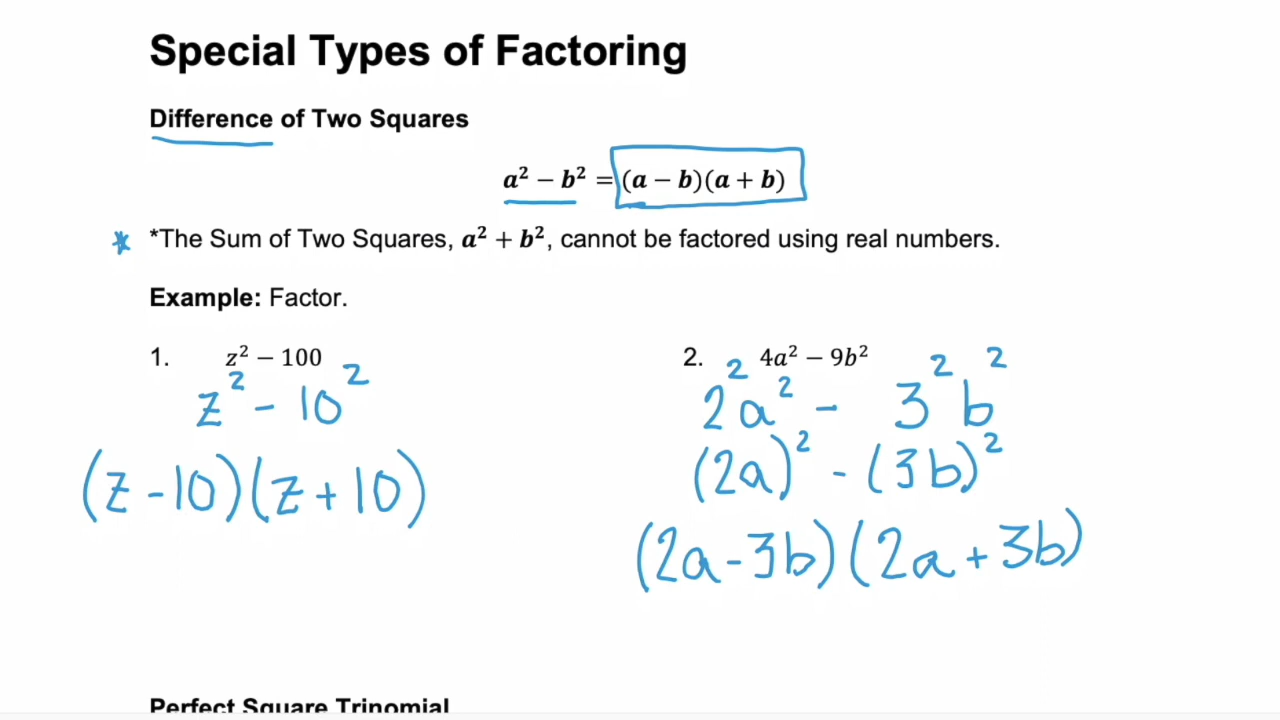 Special Types of Factoring
Difference of Two Squares
a² − b² = (a − b)(a + b)
* *The Sum of Two Squares, a² + b², cannot be factored using real numbers.
Example: Factor.
1. z² − 100
z² - 10²
(z - 10)(z + 10)
2. 4a² − 9b²
2²a² - 3²b²
(2a)² - (3b)²
(2a - 3b)(2a + 3b)
Perfect Square Trinomial